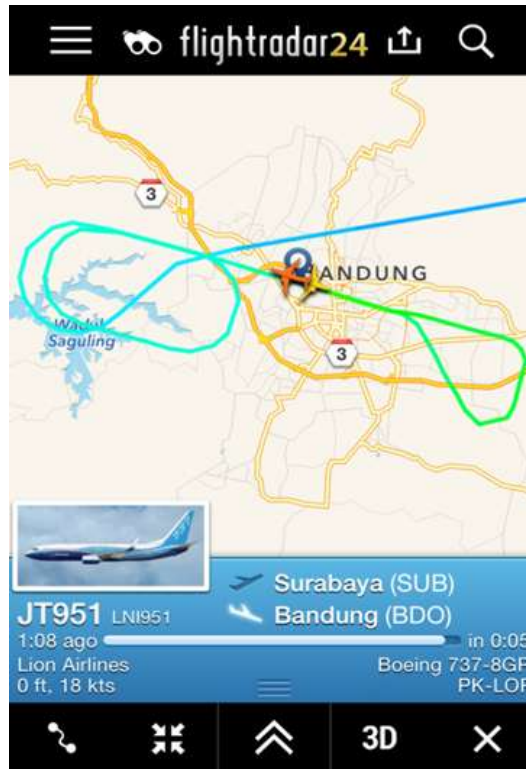 flightradar24
3
BANDUNG
Waduk
Saguling
3
Surabaya (SUB)
JT951 LNI951
Bandung (BDO)
1:08 ago
in 0:05
Lion Airlines
Boeing 737-8GP
0 ft, 18 kts
PK-LOF
3D